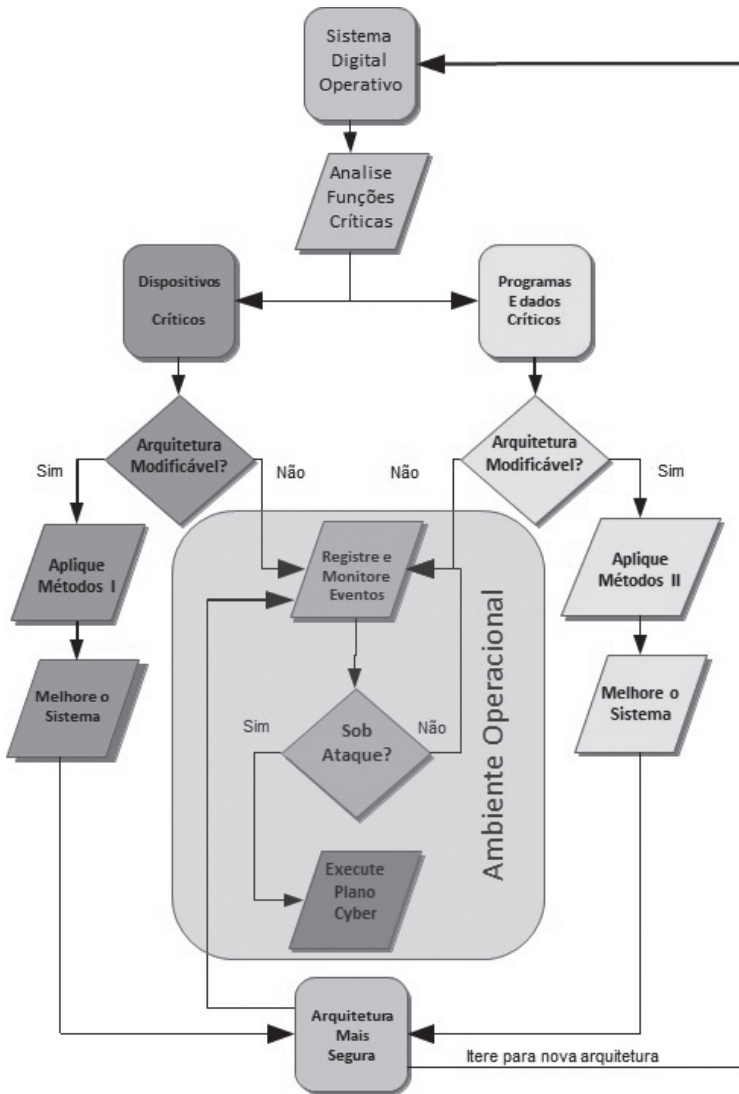 Sistema
Digital
Operativo
Analise
Funções
Críticas
Dispositivos
Críticos
Programas
E dados
Críticos
Arquitetura
Modificável?
Arquitetura
Modificável?
Sim
Não
Não
Sim
Aplique
Métodos I
Registre e
Monitore
Eventos
Aplique
Métodos II
Melhore o
Sistema
Sim
Sob
Ataque?
Não
Melhore o
Sistema
Ambiente Operacional
Execute
Plano
Cyber
Arquitetura
Mais
Segura
Itere para nova arquitetura